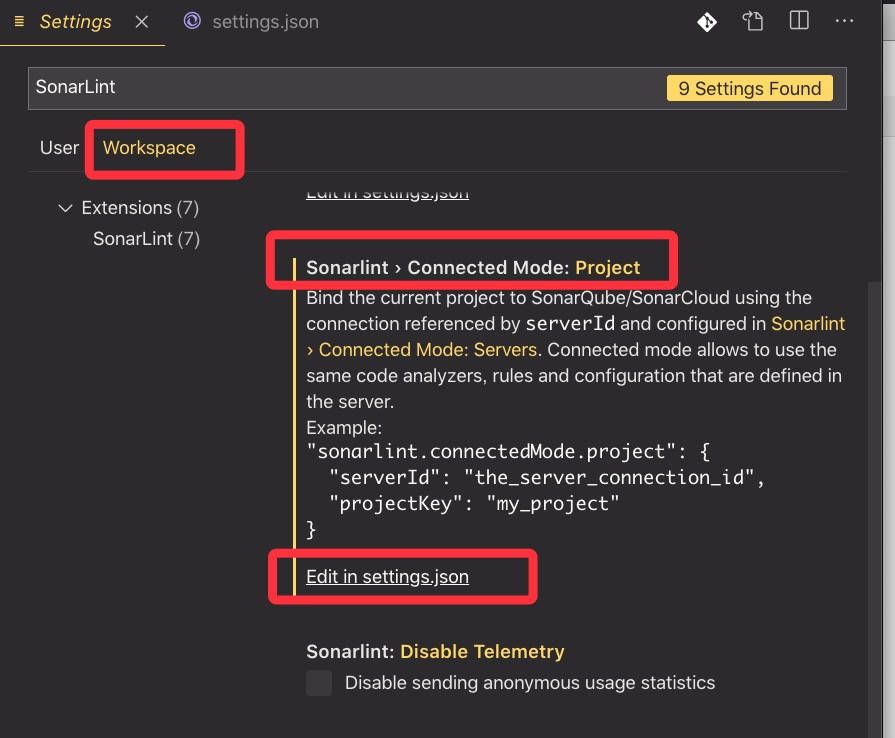 Settings
settings.json
SonarLint
9 Settings Found
User
Workspace
Extensions (7)
SonarLint (7)
Edit in settings.json
Sonarlint › Connected Mode: Project
Bind the current project to SonarQube/SonarCloud using the
connection referenced by serverId and configured in Sonarlint
› Connected Mode: Servers. Connected mode allows to use the
same code analyzers, rules and configuration that are defined in
the server.
Example:
"sonarlint.connectedMode.project": {
"serverId": "the_server_connection_id",
"projectKey": "my_project"
}
Edit in settings.json
Sonarlint: Disable Telemetry
Disable sending anonymous usage statistics